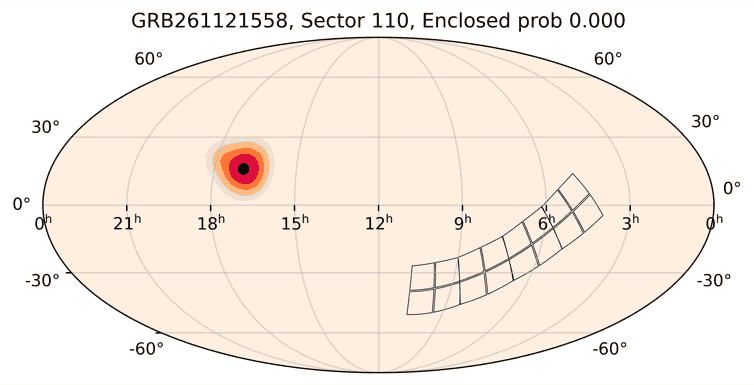 GRB261121558, Sector 110, Enclosed prob 0.000
60° 60°
30° 30°
0° 0°
0h 21h 18h 15h 12h 9h 6h 3h 0h
-30° -30°
-60° -60°